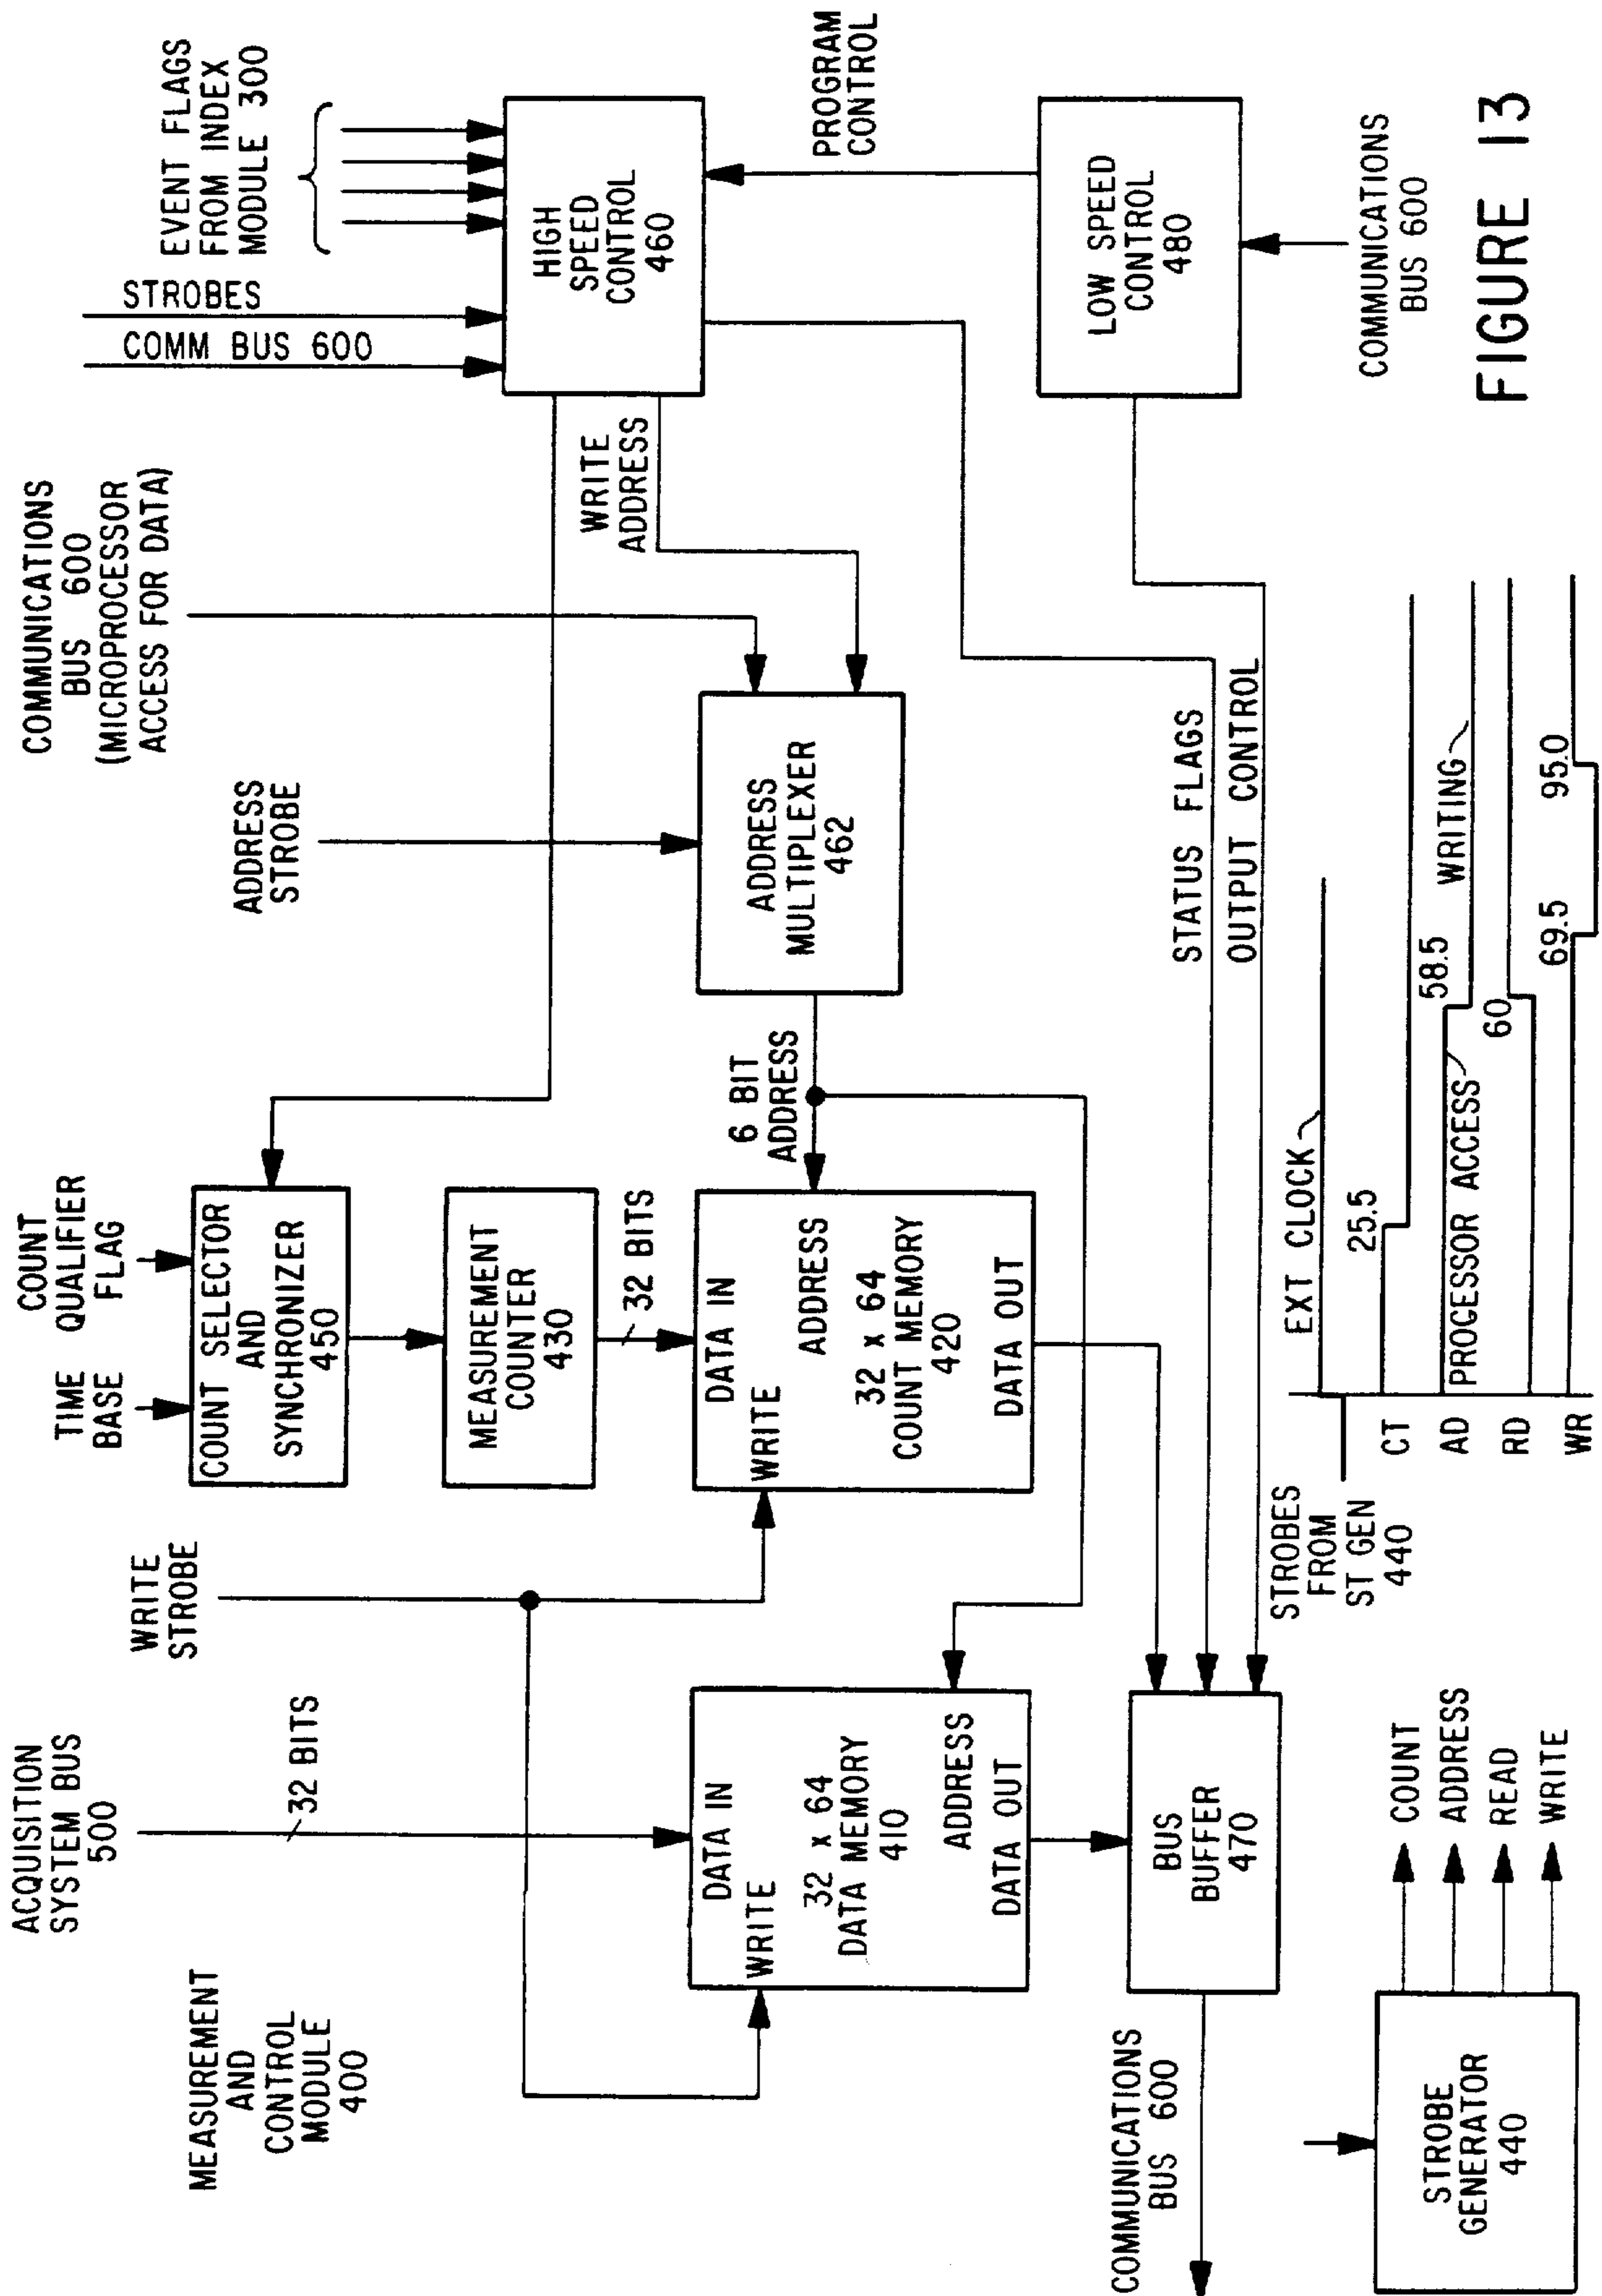 MEASUREMENT
AND
CONTROL
MODULE
400
ACQUISITION
SYSTEM BUS
500
32 BITS
WRITE
STROBE
TIME
BASE
COUNT
QUALIFIER
FLAG
ADDRESS
STROBE
COMMUNICATIONS
BUS 600
(MICROPROCESSOR
ACCESS FOR DATA)
COMM BUS 600
STROBES
EVENT FLAGS
FROM INDEX
MODULE 300
COUNT SELECTOR
AND
SYNCHRONIZER
450
MEASUREMENT
COUNTER
430
32 BITS
WRITE
ADDRESS
HIGH
SPEED
CONTROL
460
DATA IN
WRITE
32 x 64
DATA MEMORY
410
ADDRESS
DATA OUT
DATA IN
WRITE
ADDRESS
32 x 64
COUNT MEMORY
420
DATA OUT
6 BIT
ADDRESS
ADDRESS
MULTIPLEXER
462
PROGRAM
CONTROL
BUS
BUFFER
470
COMMUNICATIONS
BUS 600
STATUS FLAGS
OUTPUT CONTROL
LOW SPEED
CONTROL
480
COMMUNICATIONS
BUS 600
STROBE
GENERATOR
440
COUNT
ADDRESS
READ
WRITE
STROBES
FROM
ST GEN
440
EXT CLOCK
CT
25.5
AD
PROCESSOR ACCESS
58.5
WRITING
RD
60
WR
69.5
95.0
FIGURE 13